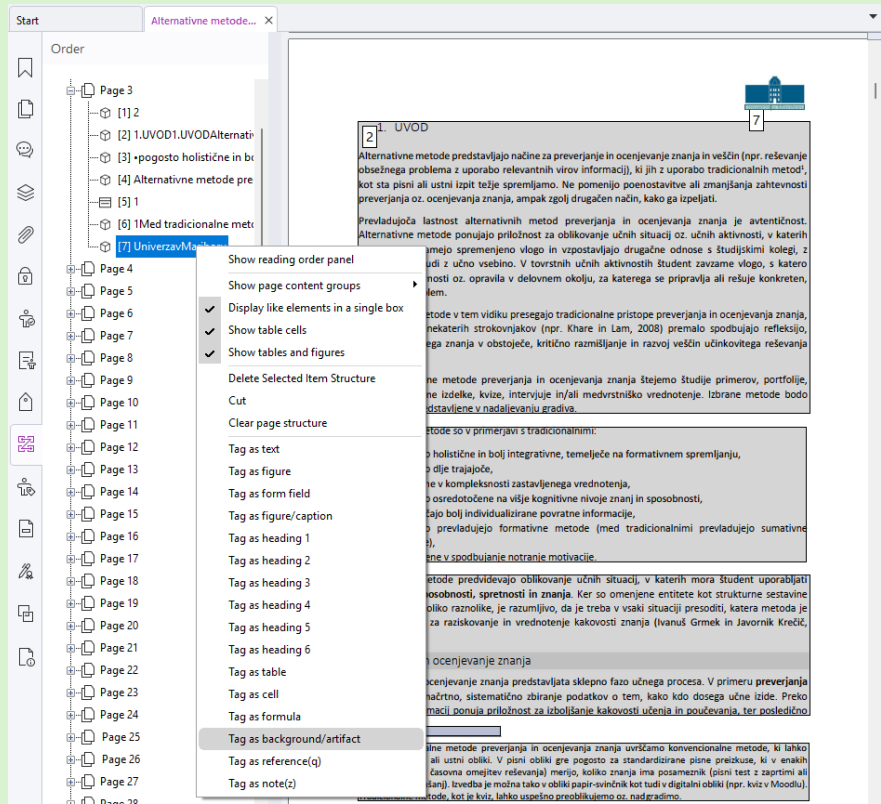 Start
Alternativne metode...
Order
Page 3
[1] 2
[2] 1.UVOD1.UVODAlternativ
[3] •pogosto holistične in bo
[4] Alternativne metode pre
[5] 1
[6] 1Med tradicionalne meto
[7] UniverzavMaribor
Page 4
Page 5
Page 6
Page 7
Page 8
Page 9
Page 10
Page 11
Page 12
Page 13
Page 14
Page 15
Page 16
Page 17
Page 18
Page 19
Page 20
Page 21
Page 22
Page 23
Page 24
Page 25
Page 26
Page 27
Page 28
Show reading order panel
Show page content groups
Display like elements in a single box
Show table cells
Show tables and figures
Delete Selected Item Structure
Cut
Clear page structure
Tag as text
Tag as figure
Tag as form field
Tag as figure/caption
Tag as heading 1
Tag as heading 2
Tag as heading 3
Tag as heading 4
Tag as heading 5
Tag as heading 6
Tag as table
Tag as cell
Tag as formula
Tag as background/artifact
Tag as reference(q)
Tag as note(z)
7
2
1. UVOD
Alternativne metode predstavljajo načine za preverjanje in ocenjevanje znanja in veščin (npr. reševanje
obsežnega problema z uporabo relevantnih virov informacij), ki jih z uporabo tradicionalnih metod¹,
kot sta pisni ali ustni izpit težje spremljamo. Ne pomenijo poenostavitve ali zmanjšanja zahtevnosti
preverjanja oz. ocenjevanja znanja, ampak zgolj drugačen način, kako ga izpeljati.
Prevladujoča lastnost alternativnih metod preverjanja in ocenjevanja znanja je avtentičnost.
Alternativne metode ponujajo priložnost za oblikovanje učnih situacij oz. učnih aktivnosti, v katerih
amejo spremenjeno vlogo in vzpostavljajo drugačne odnose s študijskimi kolegi, z
udi z učno vsebino. V tovrstnih učnih aktivnostih študent zavzame vlogo, s katero
nosti oz. opravila v delovnem okolju, za katerega se pripravlja ali rešuje konkreten,
lem.
etode v tem vidiku presegajo tradicionalne pristope preverjanja in ocenjevanja znanja,
nekaterih strokovnjakov (npr. Khare in Lam, 2008) premalo spodbujajo refleksijo,
ega znanja v obstoječe, kritično razmišljanje in razvoj veščin učinkovitega reševanja
ne metode preverjanja in ocenjevanja znanja štejemo študije primerov, portfolije,
ne izdelke, kvize, intervjuje in/ali medvrstniško vrednotenje. Izbrane metode bodo
edstavljene v nadaljevanju gradiva.
etode so v primerjavi s tradicionalnimi:
o holistične in bolj integrativne, temelječe na formativnem spremljanju,
o dlje trajajoče,
ne v kompleksnosti zastavljenega vrednotenja,
o osredotočene na višje kognitivne nivoje znanj in sposobnosti,
čajo bolj individualizirane povratne informacije,
o prevladujejo formativne metode (med tradicionalnimi prevladujejo sumativne
e),
ene v spodbujanje notranje motivacije.
etode predvidevajo oblikovanje učnih situacij, v katerih mora študent uporabljati
osobnosti, spretnosti in znanja. Ker so omenjene entitete kot strukturne sestavine
oliko raznolike, je razumljivo, da je treba v vsaki situaciji presoditi, katera metoda je
za raziskovanje in vrednotenje kakovosti znanja (Ivanuš Grmek in Javornik Krečič,
n ocenjevanje znanja
ocenjevanje znanja predstavljata sklepno fazo učnega procesa. V primeru preverjanja
načrtno, sistematično zbiranje podatkov o tem, kako kdo dosega učne izide. Preko
macij ponuja priložnost za izboljšanje kakovosti učenja in poučevanja, ter posledično
alne metode preverjanja in ocenjevanja znanja uvrščamo konvencionalne metode, ki lahko
ali ustni obliki. V pisni obliki gre pogosto za standardizirane pisne preizkuse, ki v enakih
časovna omejitev reševanja) merijo, koliko znanja ima posameznik (pisni test z zaprtimi ali
ešanj). Izvedba je možna tako v obliki papir-svinčnik kot tudi v digitalni obliki (npr. kviz v Moodlu).
Tradicionalne metode, kot je kviz, lahko uspešno preoblikujemo oz. nadgradimo.